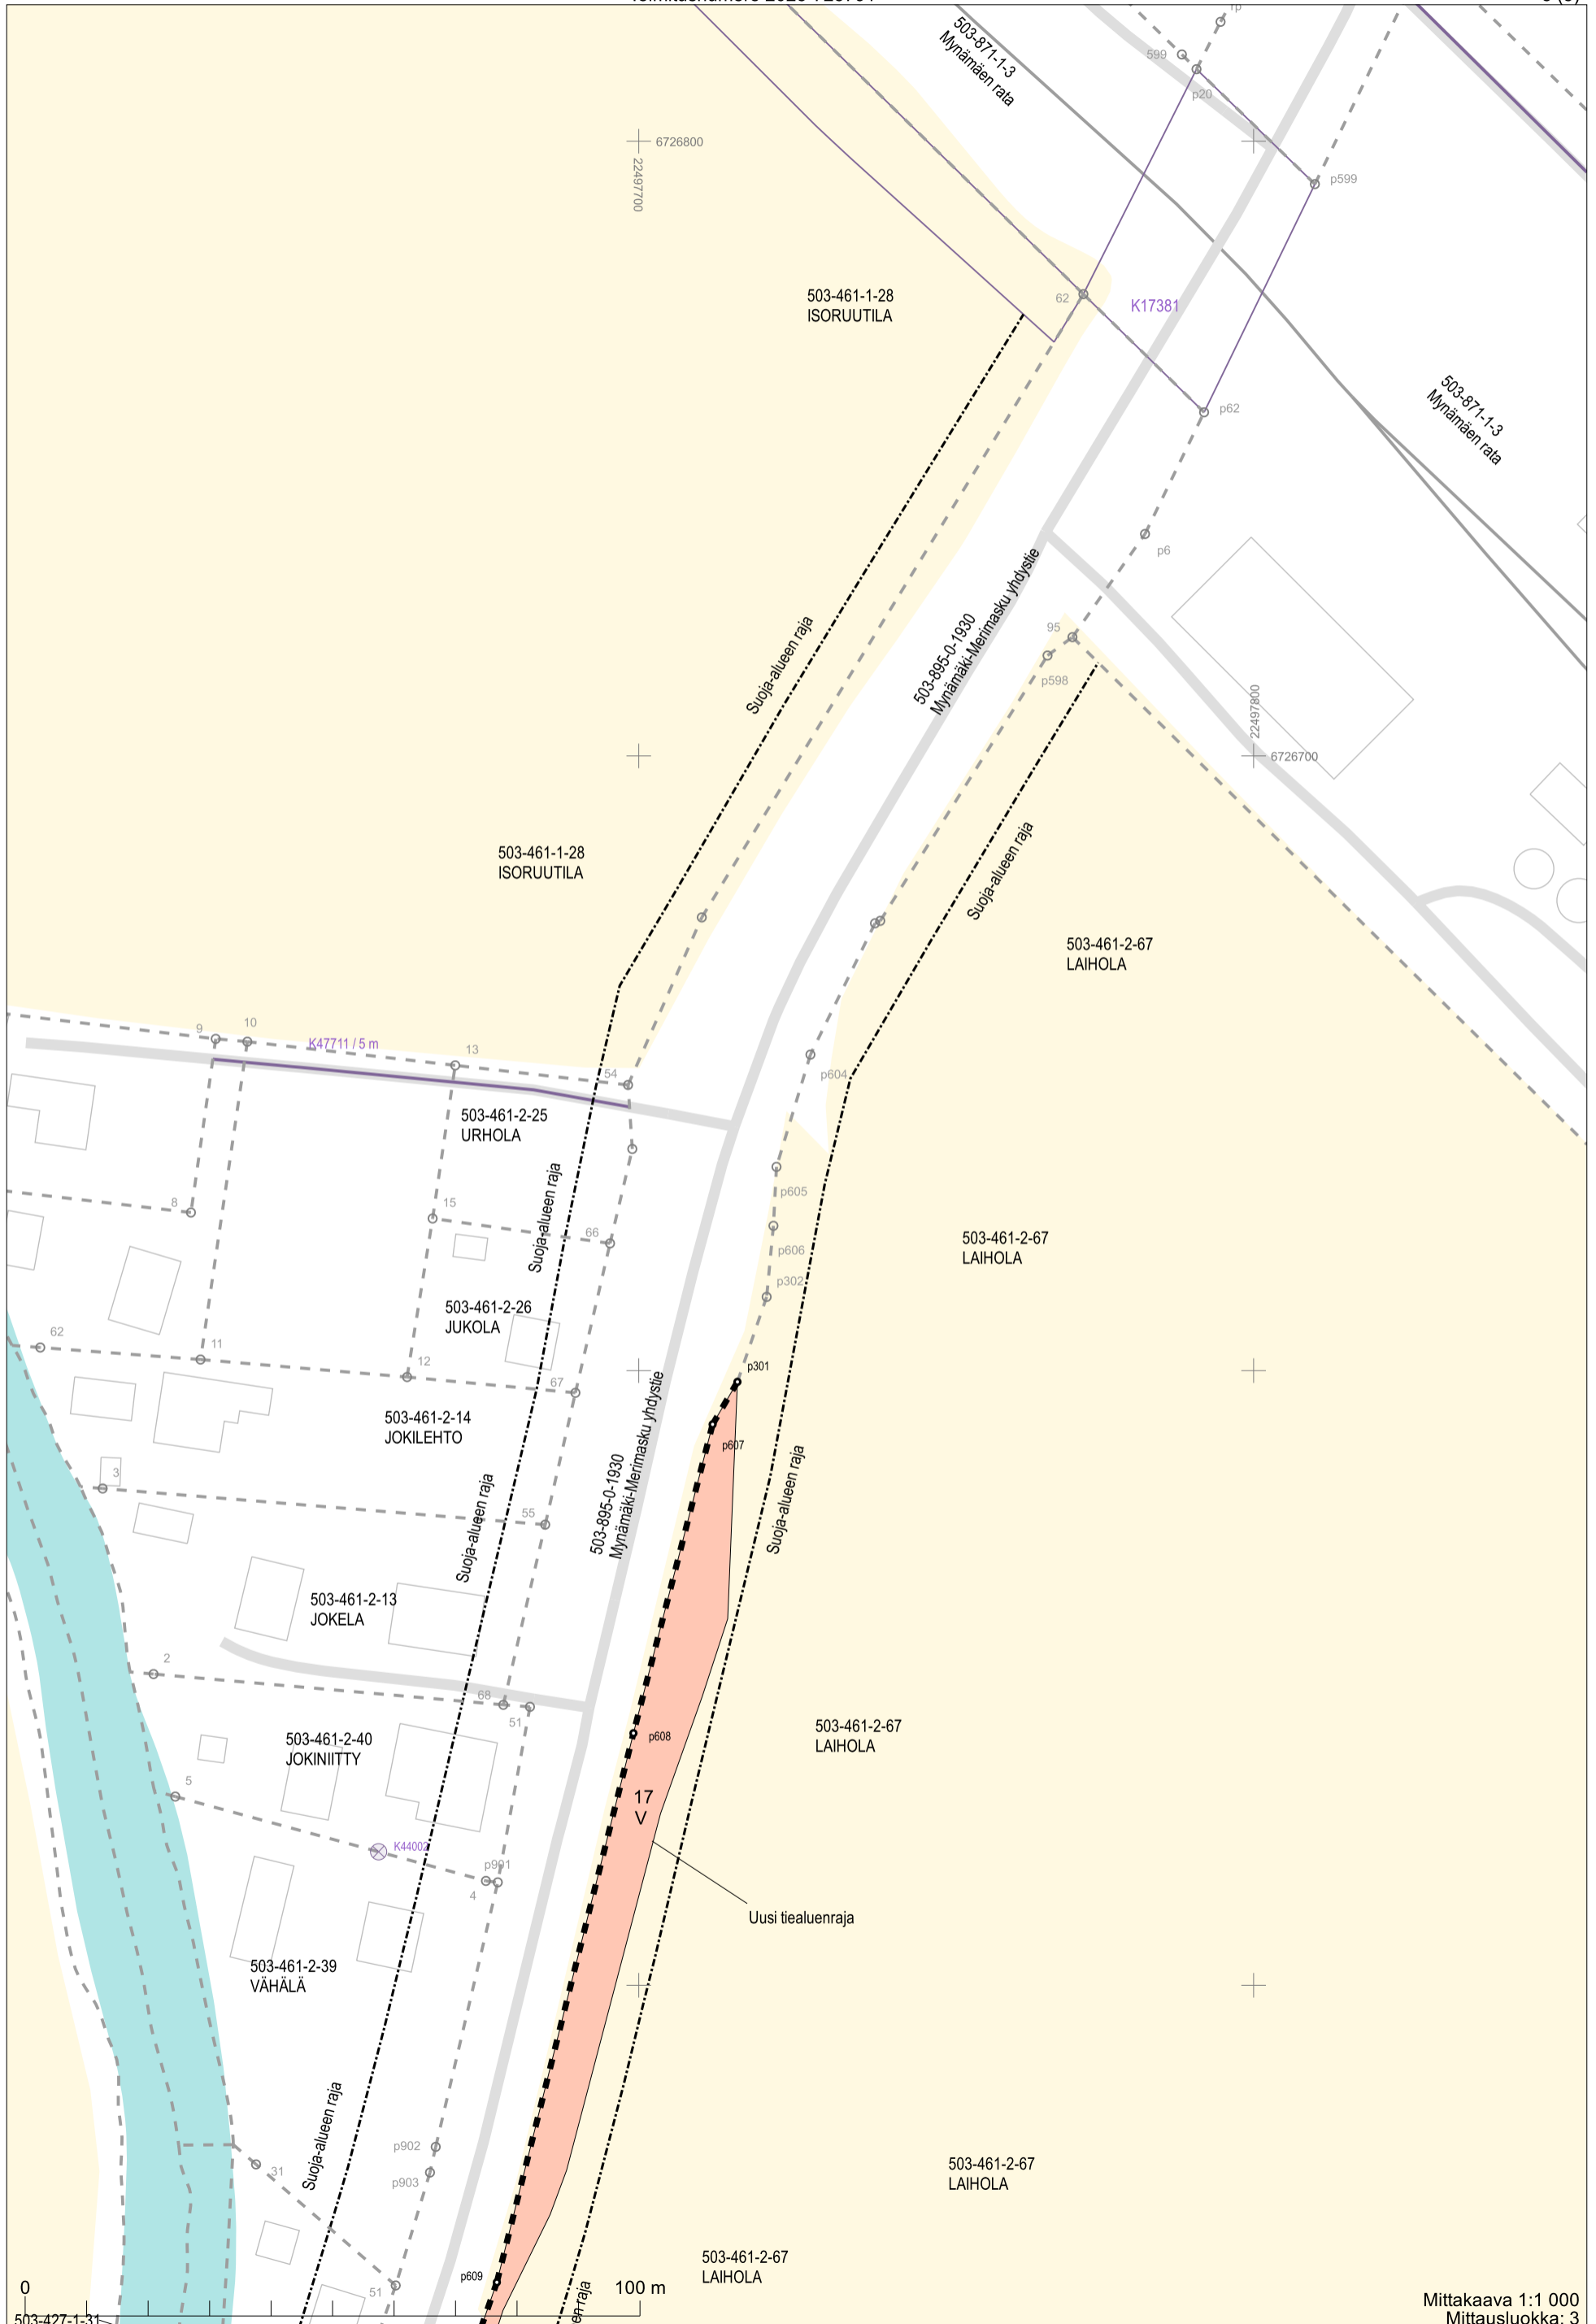 503-871-1-3
Mynämäen rata
599
p20
6726800
22497700
p599
503-461-1-28
ISORUUTILA
62
K17381
p62
503-871-1-3
Mynämäen rata
p6
95
p598
Suoja-alueen raja
503-895-0-1930
Mynämäki-Merimasku yhdystie
22497800
6726700
503-461-1-28
ISORUUTILA
Suoja-alueen raja
503-461-2-67
LAIHOLA
9
10
K47711 / 5 m
13
54
p604
503-461-2-25
URHOLA
Suoja-alueen raja
p605
8
15
66
p606
503-461-2-67
LAIHOLA
p302
503-461-2-26
JUKOLA
62
11
12
67
p301
503-461-2-14
JOKILEHTO
503-895-0-1930
Mynämäki-Merimasku yhdystie
p607
Suoja-alueen raja
3
55
Suoja-alueen raja
503-461-2-13
JOKELA
2
68
51
503-461-2-40
JOKINIITTY
p608
503-461-2-67
LAIHOLA
5
17
V
K44002
p901
4
Uusi tiealuenraja
503-461-2-39
VÄHÄLÄ
Suoja-alueen raja
p902
31
p903
503-461-2-67
LAIHOLA
p609
503-461-2-67
LAIHOLA
0
51
100 m
Mittakaava 1:1 000
Mittausluokka: 3
503-427-1-31